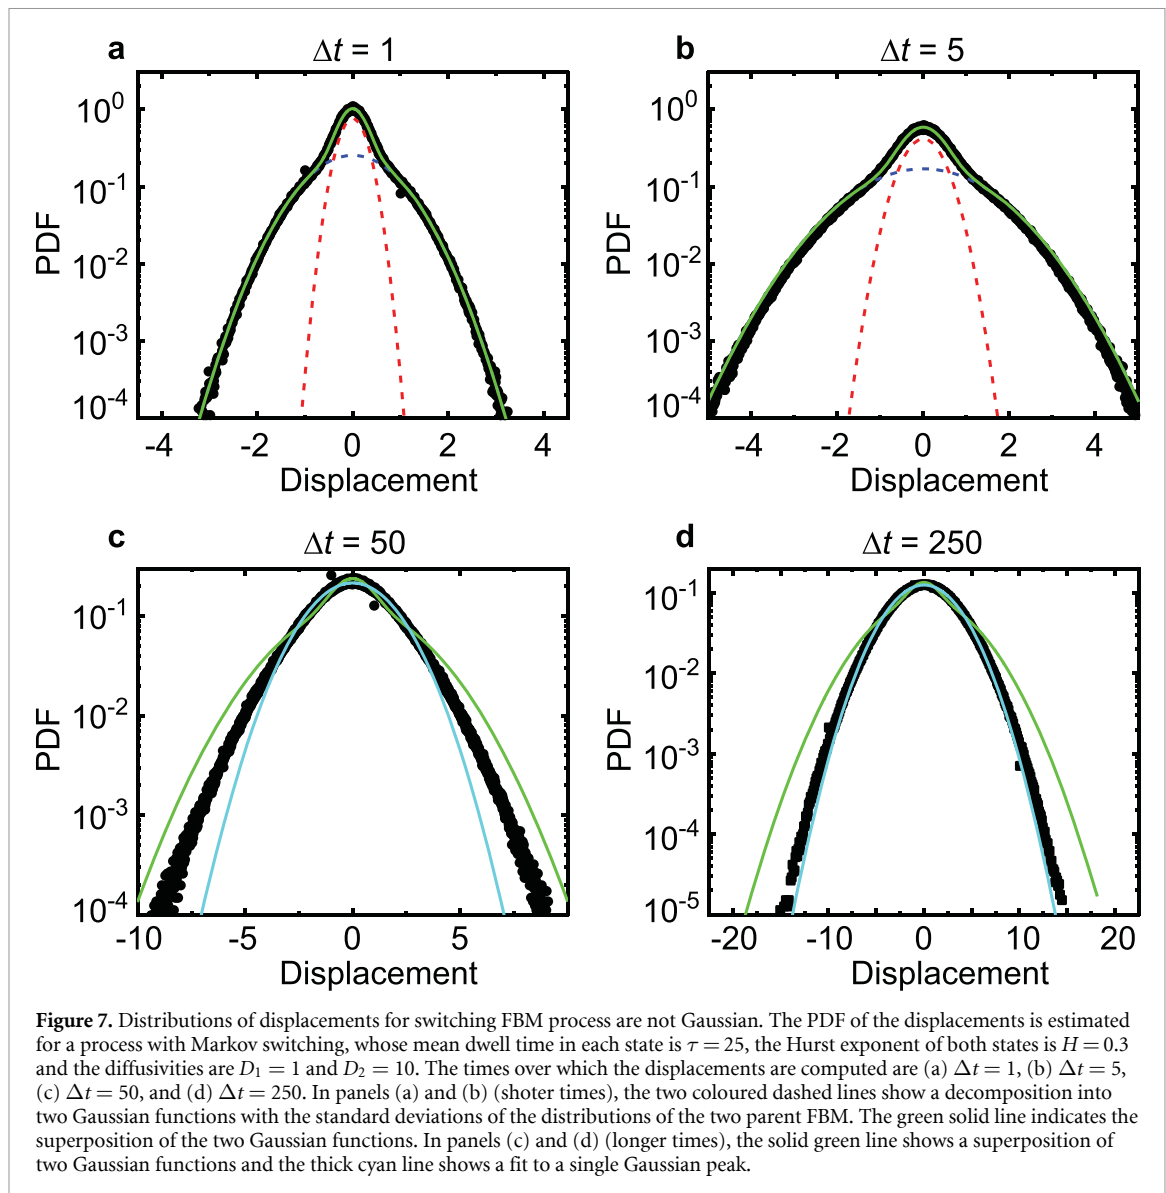 a
Δt = 1
b
Δt = 5
PDF
10⁰
10⁻¹
10⁻²
10⁻³
10⁻⁴
-4 -2 0 2 4
Displacement
PDF
10⁰
10⁻¹
10⁻²
10⁻³
10⁻⁴
-4 -2 0 2 4
Displacement
c
Δt = 50
d
Δt = 250
PDF
10⁻¹
10⁻²
10⁻³
10⁻⁴
-10 -5 0 5
Displacement
PDF
10⁻¹
10⁻²
10⁻³
10⁻⁴
10⁻⁵
-20 -10 0 10 20
Displacement
Figure 7. Distributions of displacements for switching FBM process are not Gaussian. The PDF of the displacements is estimated
for a process with Markov switching, whose mean dwell time in each state is τ = 25, the Hurst exponent of both states is H = 0.3
and the diffusivities are D₁ = 1 and D₂ = 10. The times over which the displacements are computed are (a) Δt = 1, (b) Δt = 5,
(c) Δt = 50, and (d) Δt = 250. In panels (a) and (b) (shoter times), the two coloured dashed lines show a decomposition into
two Gaussian functions with the standard deviations of the distributions of the two parent FBM. The green solid line indicates the
superposition of the two Gaussian functions. In panels (c) and (d) (longer times), the solid green line shows a superposition of
two Gaussian functions and the thick cyan line shows a fit to a single Gaussian peak.